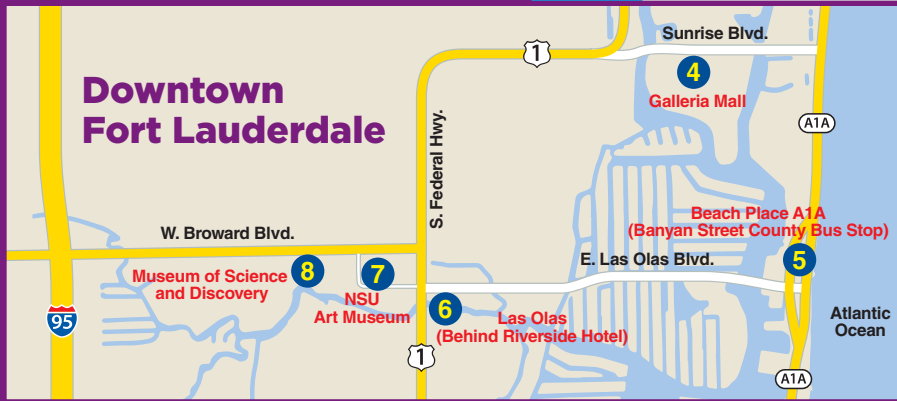 Downtown
Fort Lauderdale
1
Sunrise Blvd.
4
Galleria Mall
A1A
S. Federal Hwy.
W. Broward Blvd.
Beach Place A1A
(Banyan Street County Bus Stop)
E. Las Olas Blvd.
5
8
7
Museum of Science
and Discovery
NSU
Art Museum
6
Las Olas
(Behind Riverside Hotel)
95
Atlantic
Ocean
1
A1A